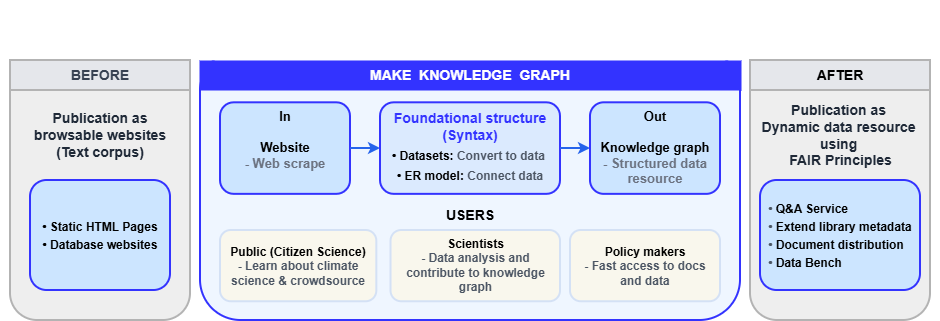 BEFORE
Publication as
browsable websites
(Text corpus)
• Static HTML Pages
• Database websites
MAKE KNOWLEDGE GRAPH
In
Website
- Web scrape
Foundational structure
(Syntax)
• Datasets: Convert to data
• ER model: Connect data
Out
Knowledge graph
- Structured data
resource
USERS
Public (Citizen Science)
- Learn about climate
science & crowdsource
Scientists
- Data analysis and
contribute to knowledge
graph
Policy makers
- Fast access to docs
and data
AFTER
Publication as
Dynamic data resource
using
FAIR Principles
• Q&A Service
• Extend library metadata
• Document distribution
• Data Bench